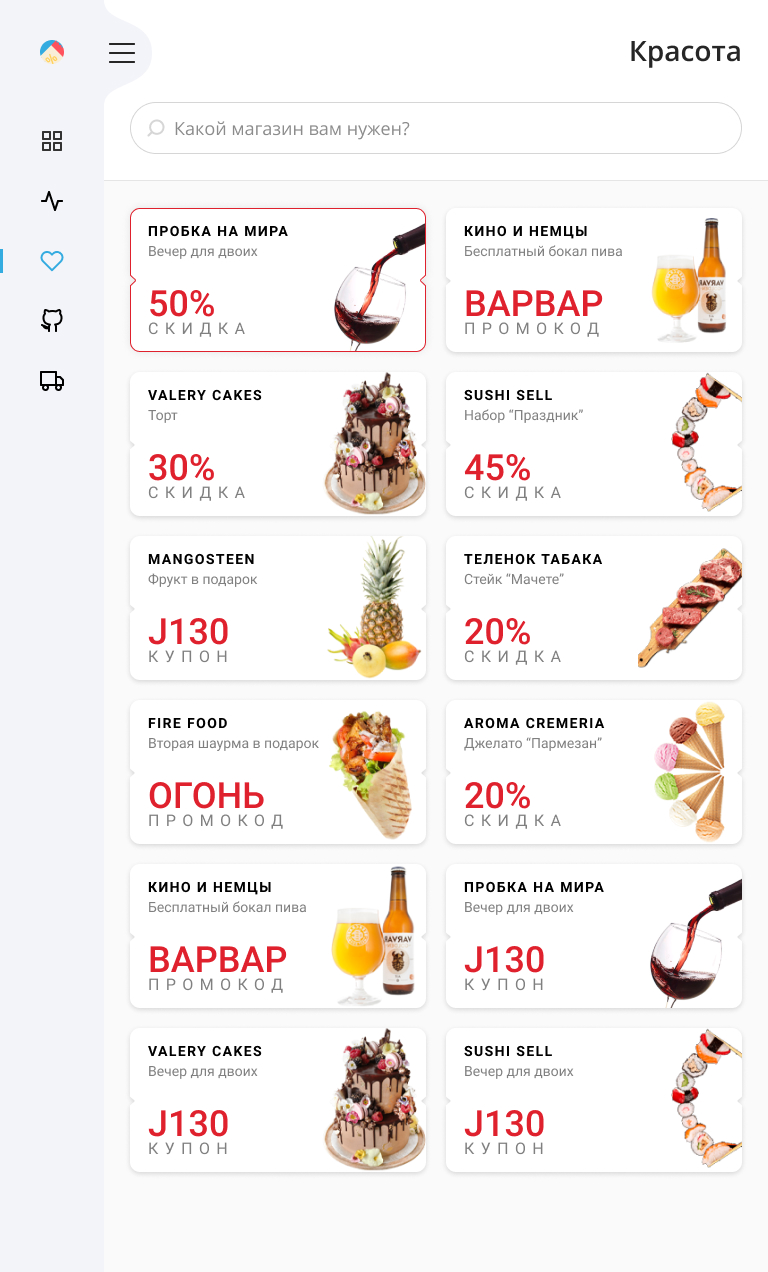 Красота
Какой магазин вам нужен?
ПРОБКА НА МИРА
Вечер для двоих
50%
СКИДКА
КИНО И НЕМЦЫ
Бесплатный бокал пива
ВАРВАР
ПРОМОКОД
VALERY CAKES
Торт
30%
СКИДКА
SUSHI SELL
Набор “Праздник”
45%
СКИДКА
MANGOSTEEN
Фрукт в подарок
J130
КУПОН
ТЕЛЕНОК ТАБАКА
Стейк “Мачете”
20%
СКИДКА
FIRE FOOD
Вторая шаурма в подарок
ОГОНЬ
ПРОМОКОД
AROMA CREMERIA
Джелато “Пармезан”
20%
СКИДКА
КИНО И НЕМЦЫ
Бесплатный бокал пива
ВАРВАР
ПРОМОКОД
ПРОБКА НА МИРА
Вечер для двоих
J130
КУПОН
VALERY CAKES
Вечер для двоих
J130
КУПОН
SUSHI SELL
Вечер для двоих
J130
КУПОН